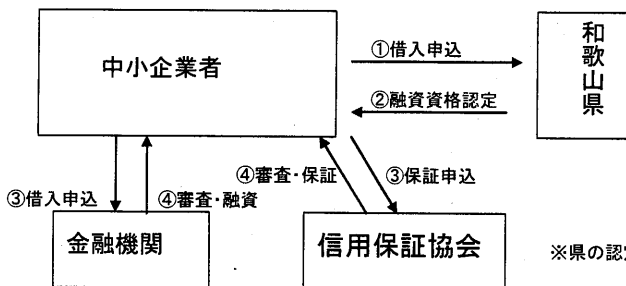 中小企業者
①借入申込
②融資資格認定
和歌山県
③借入申込
④審査・融資
④審査・保証
③保証申込
金融機関
信用保証協会
※県の認定